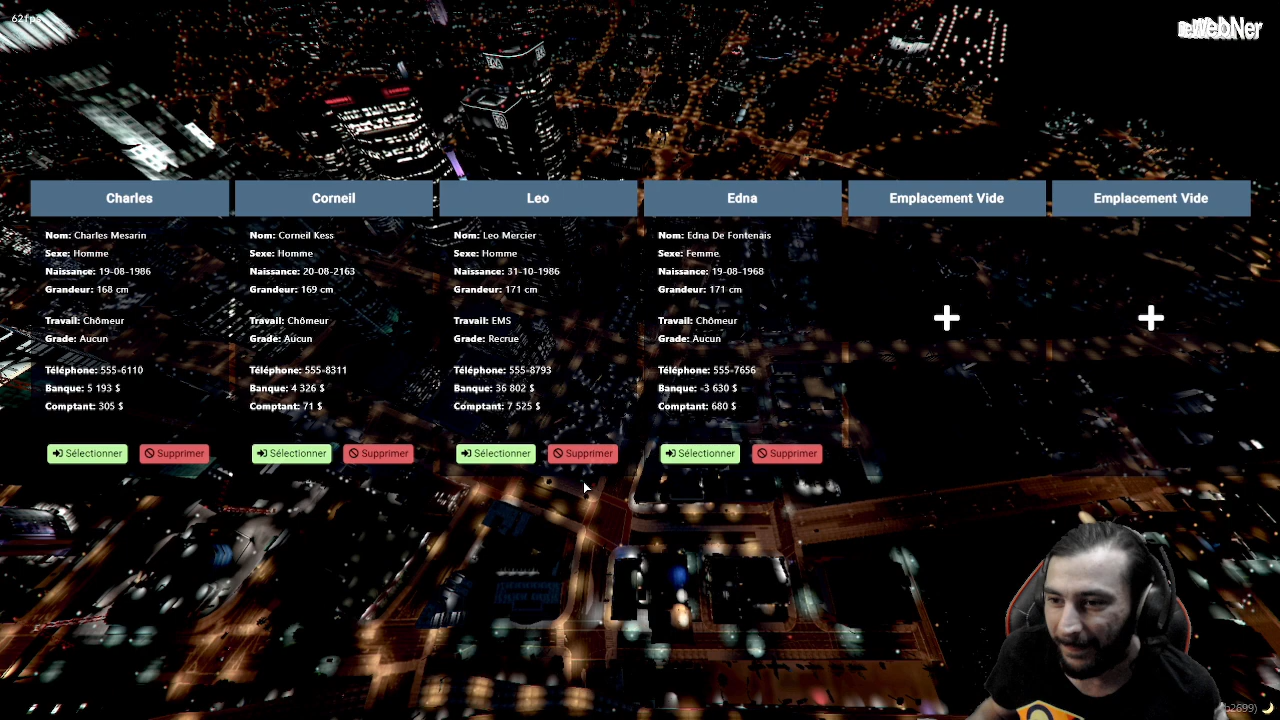 62fps
WebNer
Charles
Corneil
Leo
Edna
Emplacement Vide
Emplacement Vide
Nom: Charles Mesarin
Sexe: Homme
Naissance: 19-08-1986
Grandeur: 168 cm
Travail: Chômeur
Grade: Aucun
Téléphone: 555-6110
Banque: 5 193 $
Comptant: 305 $
Sélectionner
Supprimer
Nom: Corneil Kess
Sexe: Homme
Naissance: 20-08-2163
Grandeur: 169 cm
Travail: Chômeur
Grade: Aucun
Téléphone: 555-8311
Banque: 4 326 $
Comptant: 71 $
Sélectionner
Supprimer
Nom: Leo Mercier
Sexe: Homme
Naissance: 31-10-1986
Grandeur: 171 cm
Travail: EMS
Grade: Recrue
Téléphone: 555-8793
Banque: 36 802 $
Comptant: 7 525 $
Sélectionner
Supprimer
Nom: Edna De Fontenais
Sexe: Femme
Naissance: 19-08-1968
Grandeur: 171 cm
Travail: Chômeur
Grade: Aucun
Téléphone: 555-7656
Banque: -3 630 $
Comptant: 680 $
Sélectionner
Supprimer
b2699)